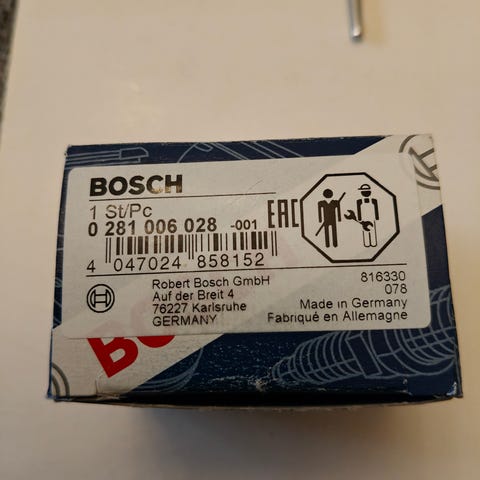 BOSCH
1 St/Pc
0 281 006 028 -001
EAC
4 047024 858152
Robert Bosch GmbH
Auf der Breit 4
76227 Karlsruhe
GERMANY
816330
078
Made in Germany
Fabriqué en Allemagne